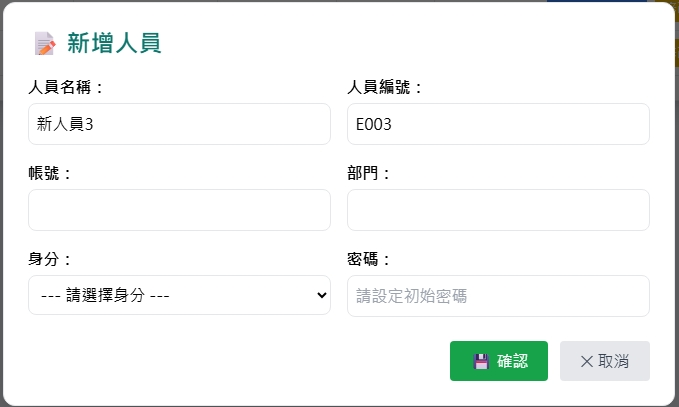 新增人員
人員名稱：
人員編號：
新人員3
E003
帳號：
部門：
身分：
密碼：
--- 請選擇身分 ---
請設定初始密碼
確認
取消